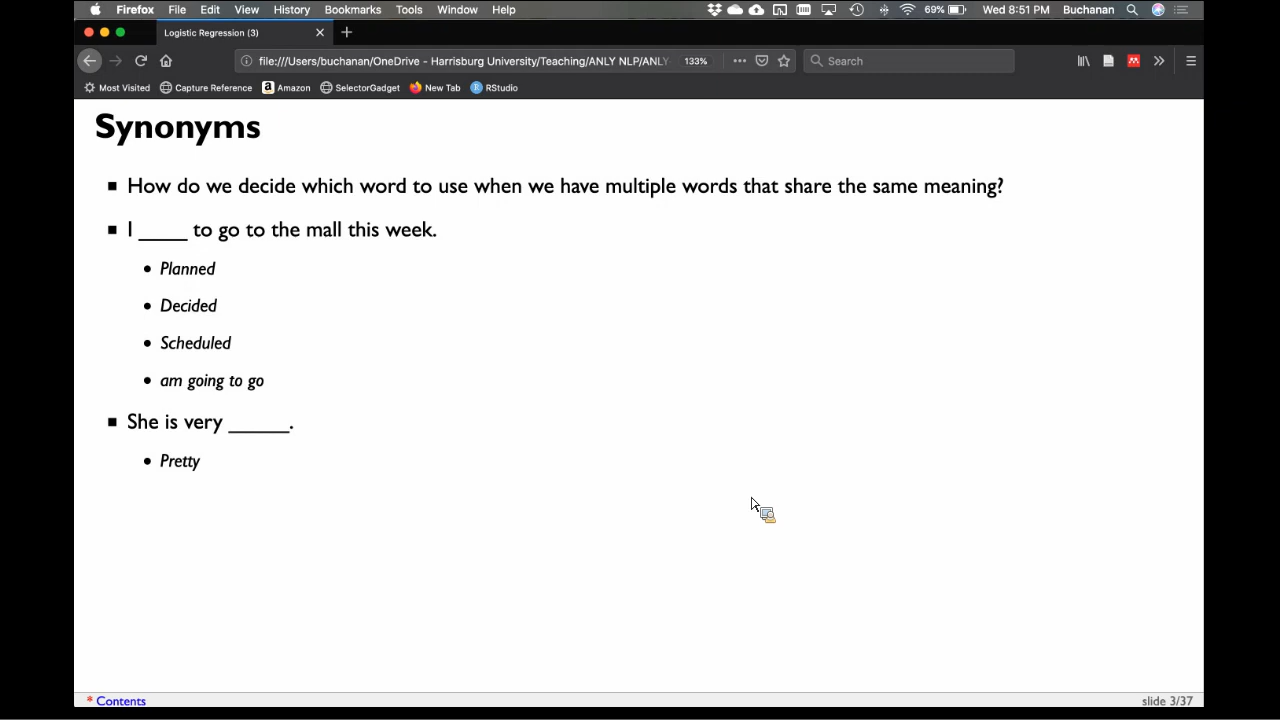 Firefox File Edit View History Bookmarks Tools Window Help 69% Wed 8:51 PM Buchanan
Logistic Regression (3)
file:///Users/buchanan/OneDrive - Harrisburg University/Teaching/ANLY NLP/ANLY 133% Search
Most Visited Capture Reference Amazon SelectorGadget New Tab RStudio
Synonyms
How do we decide which word to use when we have multiple words that share the same meaning?
I _____ to go to the mall this week.
Planned
Decided
Scheduled
am going to go
She is very ______.
Pretty
* Contents slide 3/37